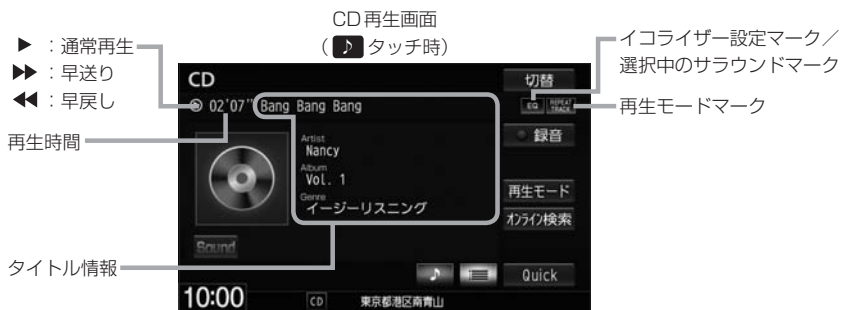 CD再生画面
(♪タッチ時)
▶：通常再生
▶▶：早送り
◀◀：早戻し
再生時間
タイトル情報
イコライザー設定マーク／
選択中のサラウンドマーク
再生モードマーク
CD
切替
02'07" Bang Bang Bang
EQ
REPEAT
TRACK
Artist
Nancy
録音
Album
Vol. 1
Genre
イージーリスニング
再生モード
オンライン検索
Sound
♪
Quick
10:00
CD
東京都港区南青山